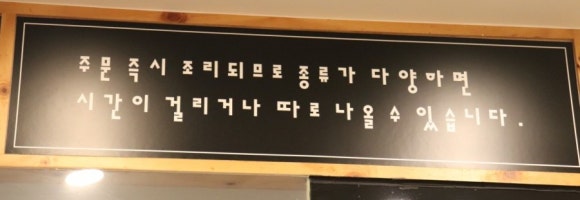 주문 즉시 조리되므로 종류가 다양하면
시간이 걸리거나 따로 나올 수 있습니다.